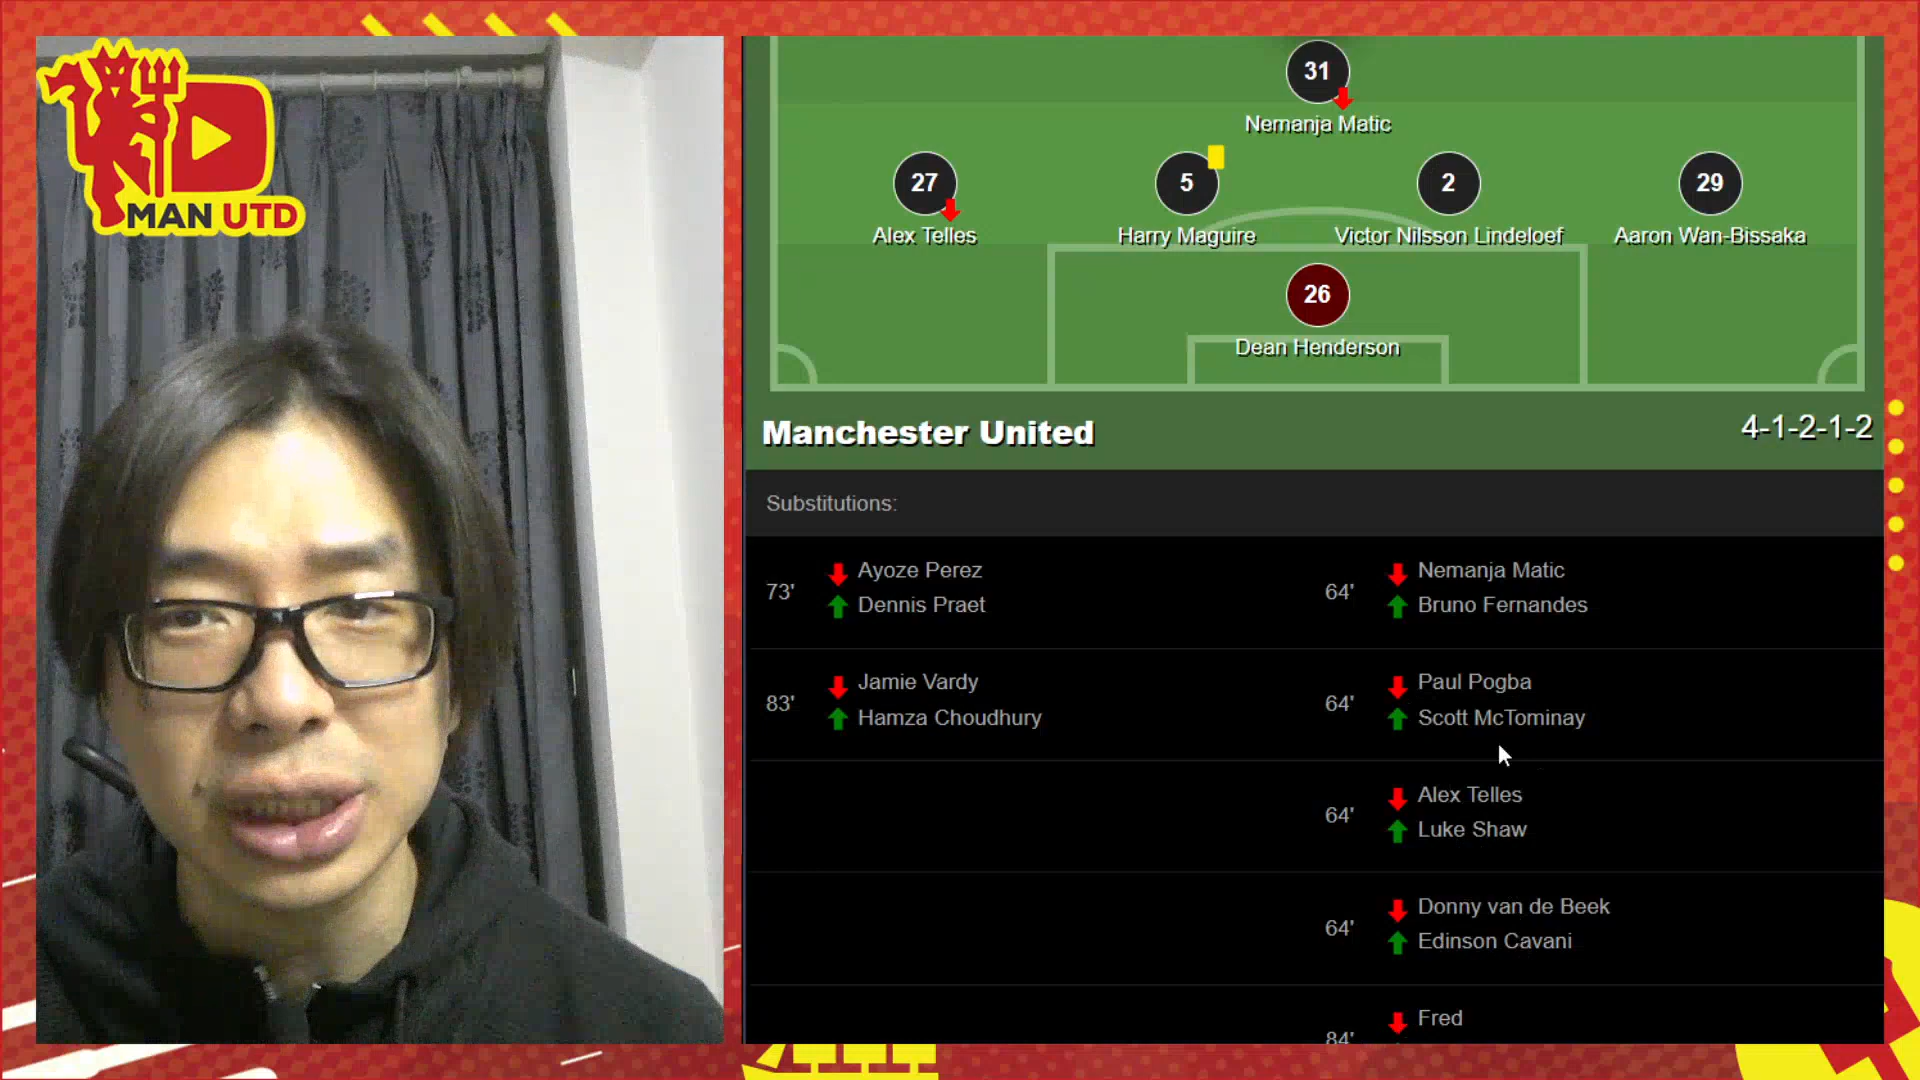 MAN UTD
31
Nemanja Matic
27
5
2
29
Alex Telles
Harry Maguire
Victor Nilsson Lindeloef
Aaron Wan-Bissaka
26
Dean Henderson
Manchester United
4-1-2-1-2
Substitutions:
73'
Ayoze Perez
Dennis Praet
64'
Nemanja Matic
Bruno Fernandes
83'
Jamie Vardy
Hamza Choudhury
64'
Paul Pogba
Scott McTominay
64'
Alex Telles
Luke Shaw
64'
Donny van de Beek
Edinson Cavani
84'
Fred